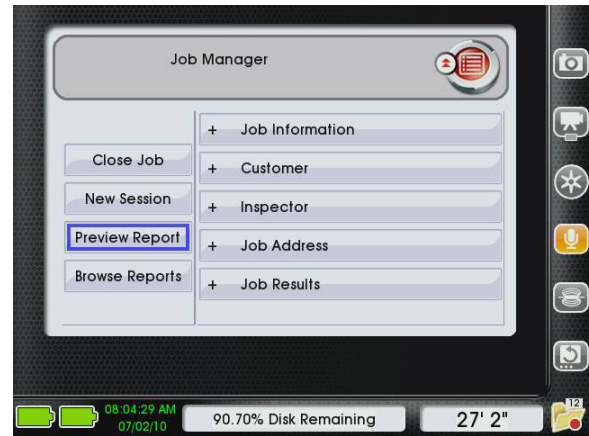 Job Manager
+ Job Information
Close Job
+ Customer
New Session
+ Inspector
Preview Report
+ Job Address
Browse Reports
+ Job Results
08:04:29 AM
07/02/10
90.70% Disk Remaining
27' 2"
12